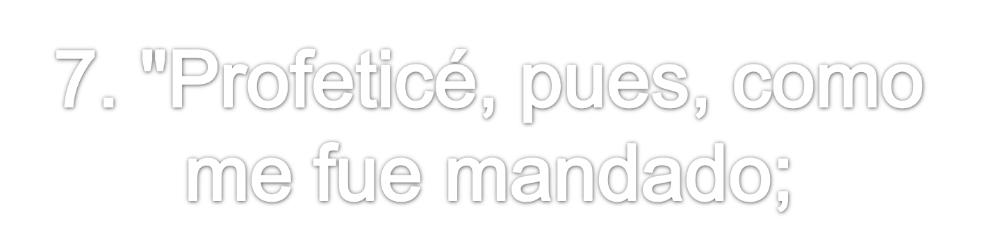 7. "Profeticé, pues, como
me fue mandado;